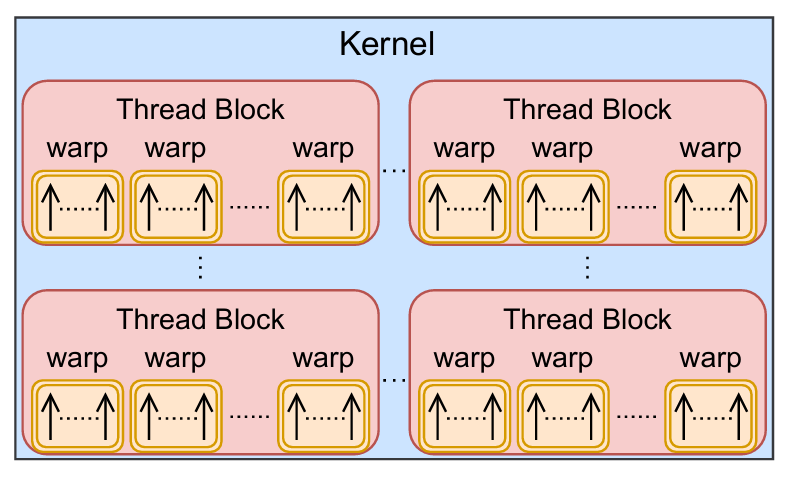 Kernel
Thread Block Thread Block
warp warp warp ... warp warp warp
...... ...... ...... ...... ...... ...... ...... ......
⋮ ⋮
Thread Block Thread Block
warp warp warp ... warp warp warp
...... ...... ...... ...... ...... ...... ...... ......